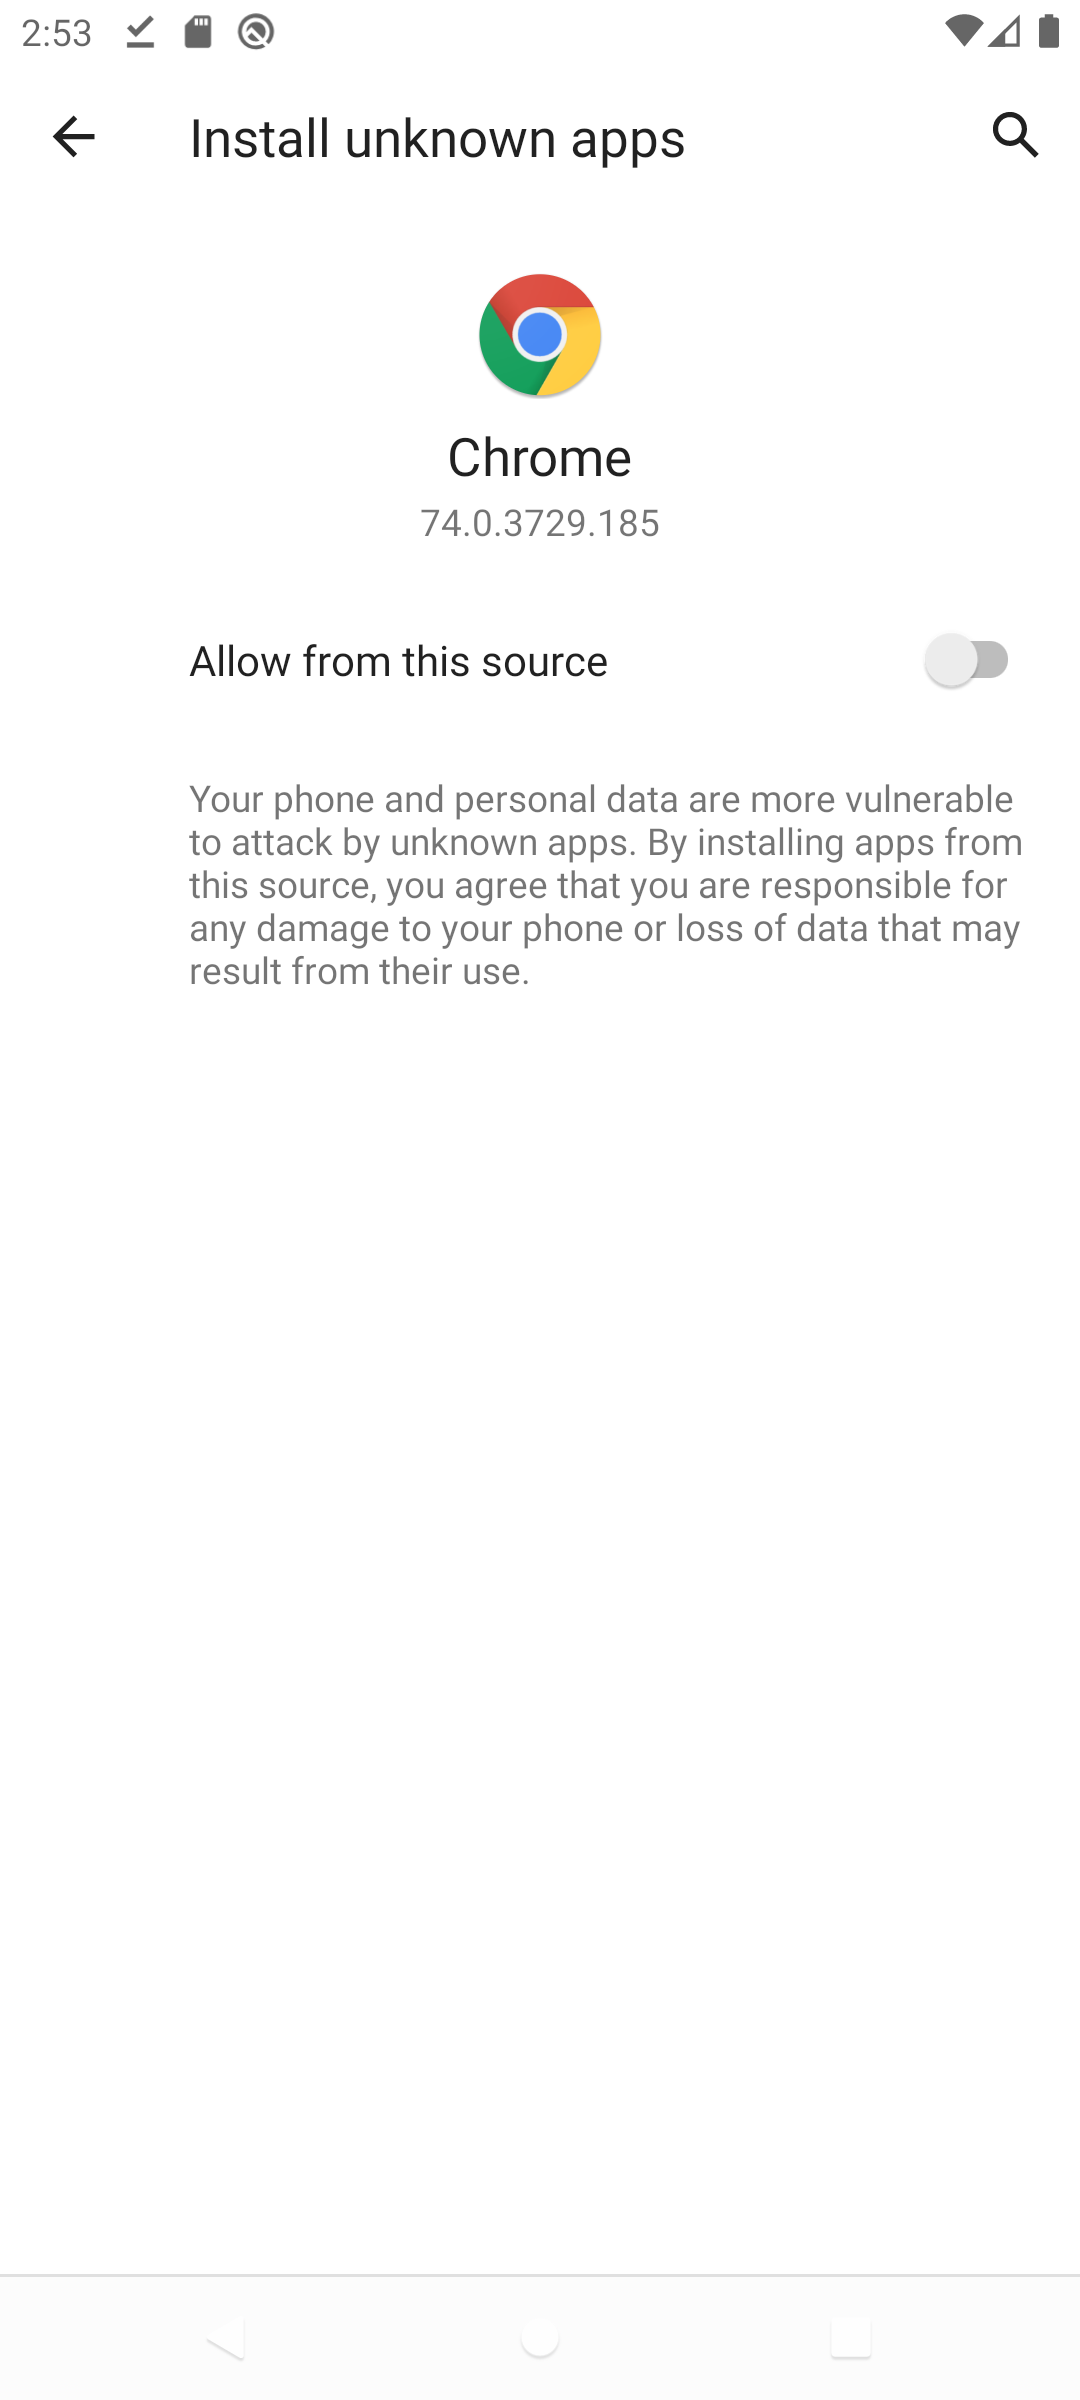 2:53
Install unknown apps
Chrome
74.0.3729.185
Allow from this source
Your phone and personal data are more vulnerable
to attack by unknown apps. By installing apps from
this source, you agree that you are responsible for
any damage to your phone or loss of data that may
result from their use.